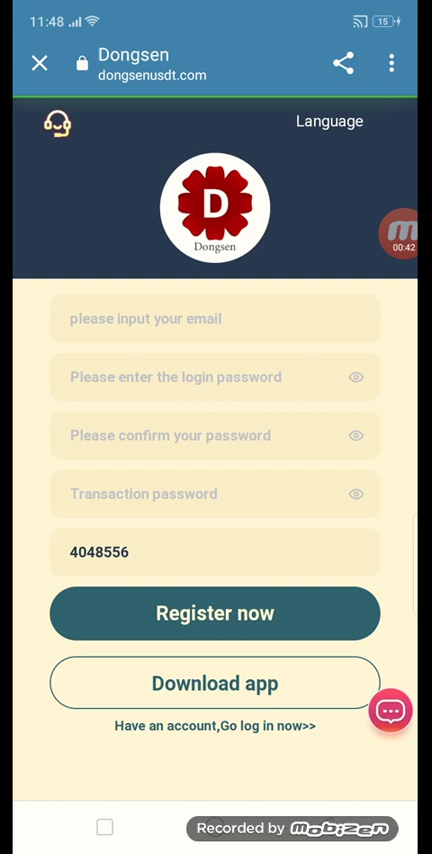 11:48
15
Dongsen
dongsenusdt.com
Language
D
Dongsen
00:42
please input your email
Please enter the login password
Please confirm your password
Transaction password
4048556
Register now
Download app
Have an account,Go log in now>>
Recorded by mobizen